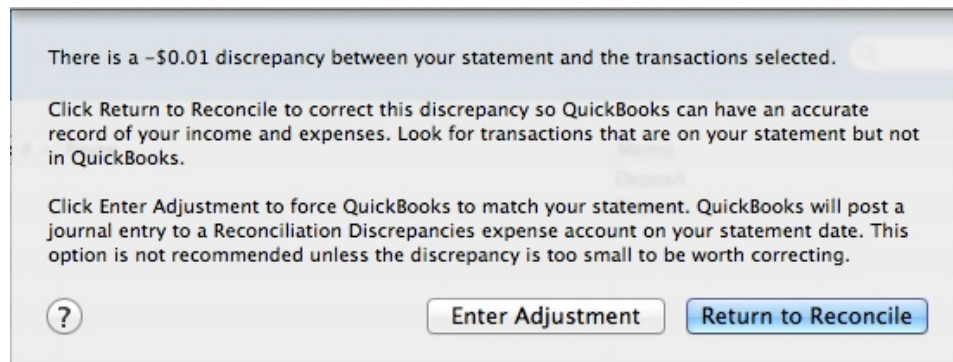 There is a -$0.01 discrepancy between your statement and the transactions selected.
Click Return to Reconcile to correct this discrepancy so QuickBooks can have an accurate
record of your income and expenses. Look for transactions that are on your statement but not
in QuickBooks.
Click Enter Adjustment to force QuickBooks to match your statement. QuickBooks will post a
journal entry to a Reconciliation Discrepancies expense account on your statement date. This
option is not recommended unless the discrepancy is too small to be worth correcting.
? Enter Adjustment Return to Reconcile